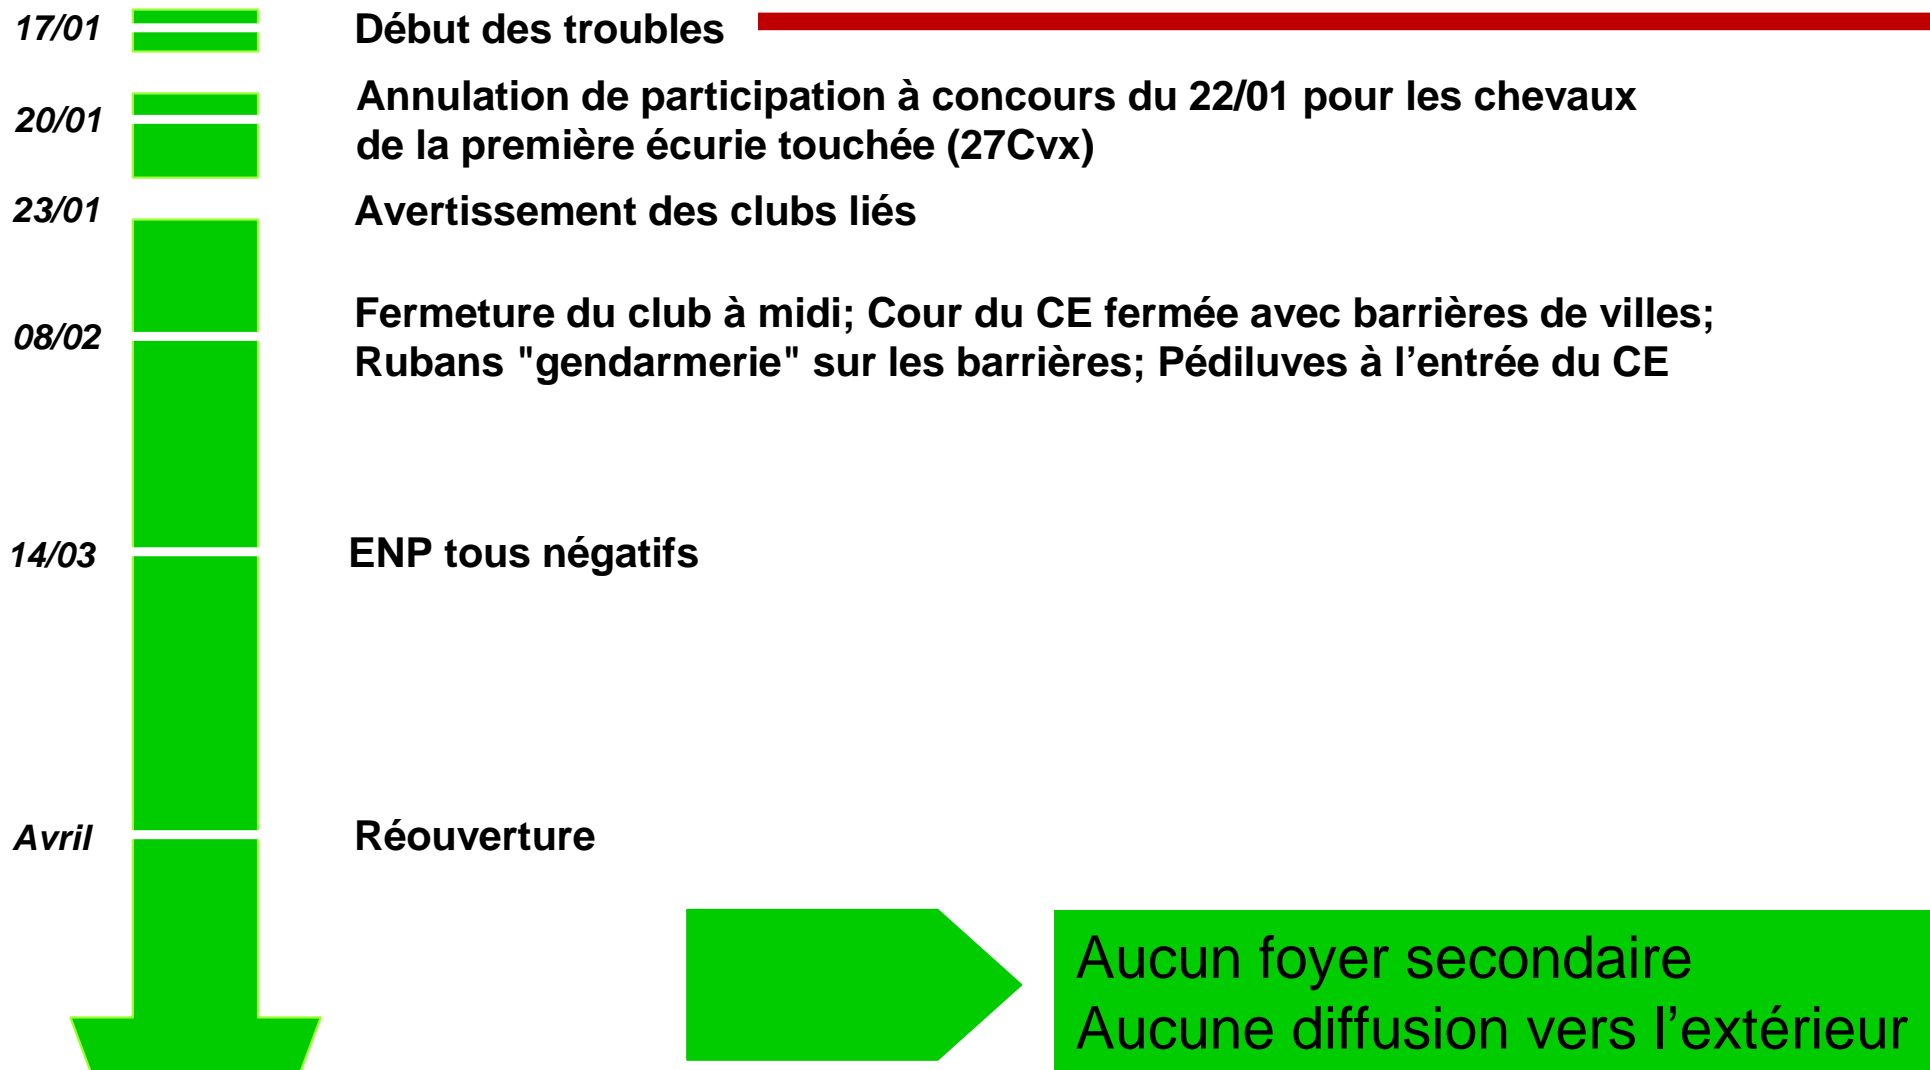 17/01 Début des troubles
20/01 Annulation de participation à concours du 22/01 pour les chevaux
de la première écurie touchée (27Cvx)
23/01 Avertissement des clubs liés
08/02 Fermeture du club à midi; Cour du CE fermée avec barrières de villes;
Rubans "gendarmerie" sur les barrières; Pédiluves à l’entrée du CE
14/03 ENP tous négatifs
Avril Réouverture
Aucun foyer secondaire
Aucune diffusion vers l’extérieur